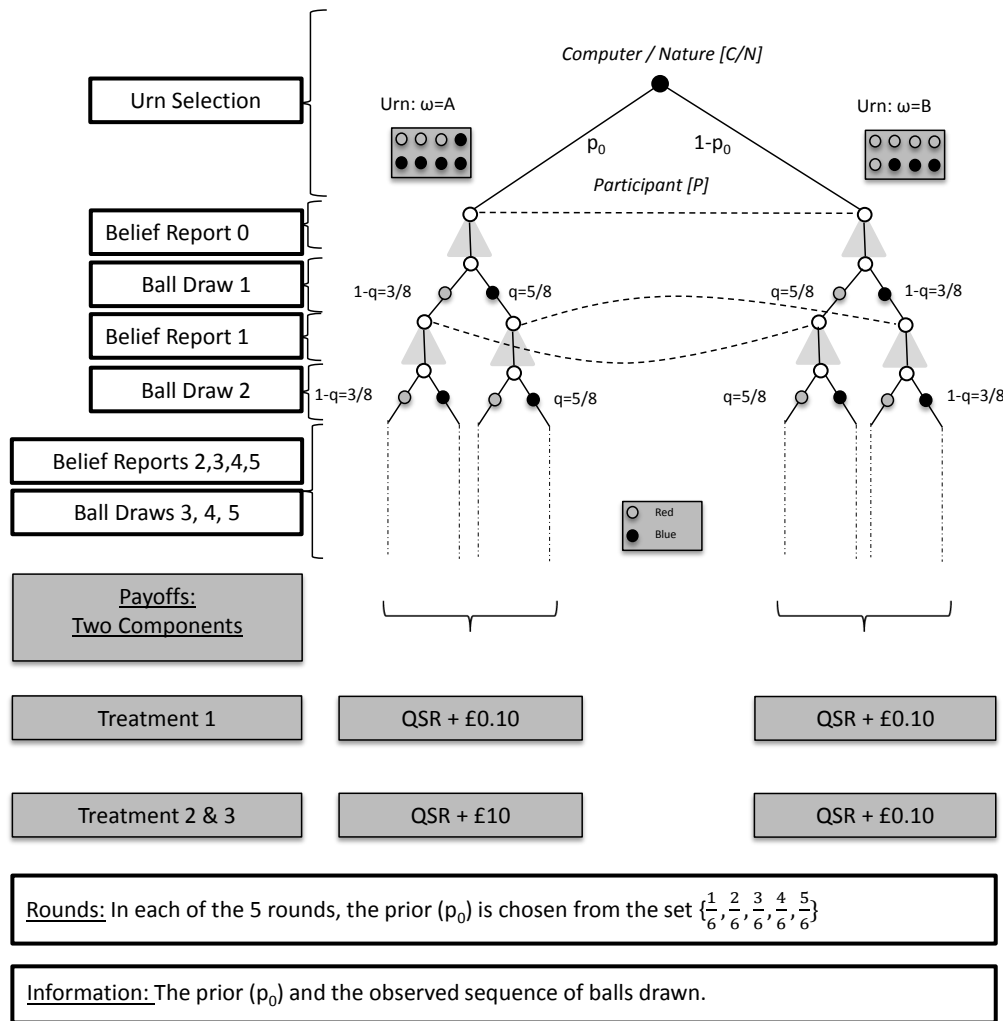 Computer / Nature [C/N]
Urn Selection
Urn: ω=A
Urn: ω=B
p₀
1-p₀
Participant [P]
Belief Report 0
Ball Draw 1
1-q=3/8
q=5/8
q=5/8
1-q=3/8
Belief Report 1
Ball Draw 2
1-q=3/8
q=5/8
q=5/8
1-q=3/8
Belief Reports 2,3,4,5
Ball Draws 3, 4, 5
Red
Blue
Payoffs:
Two Components
Treatment 1
QSR + £0.10
QSR + £0.10
Treatment 2 & 3
QSR + £10
QSR + £0.10
Rounds: In each of the 5 rounds, the prior (p₀) is chosen from the set {1/6, 2/6, 3/6, 4/6, 5/6}
Information: The prior (p₀) and the observed sequence of balls drawn.